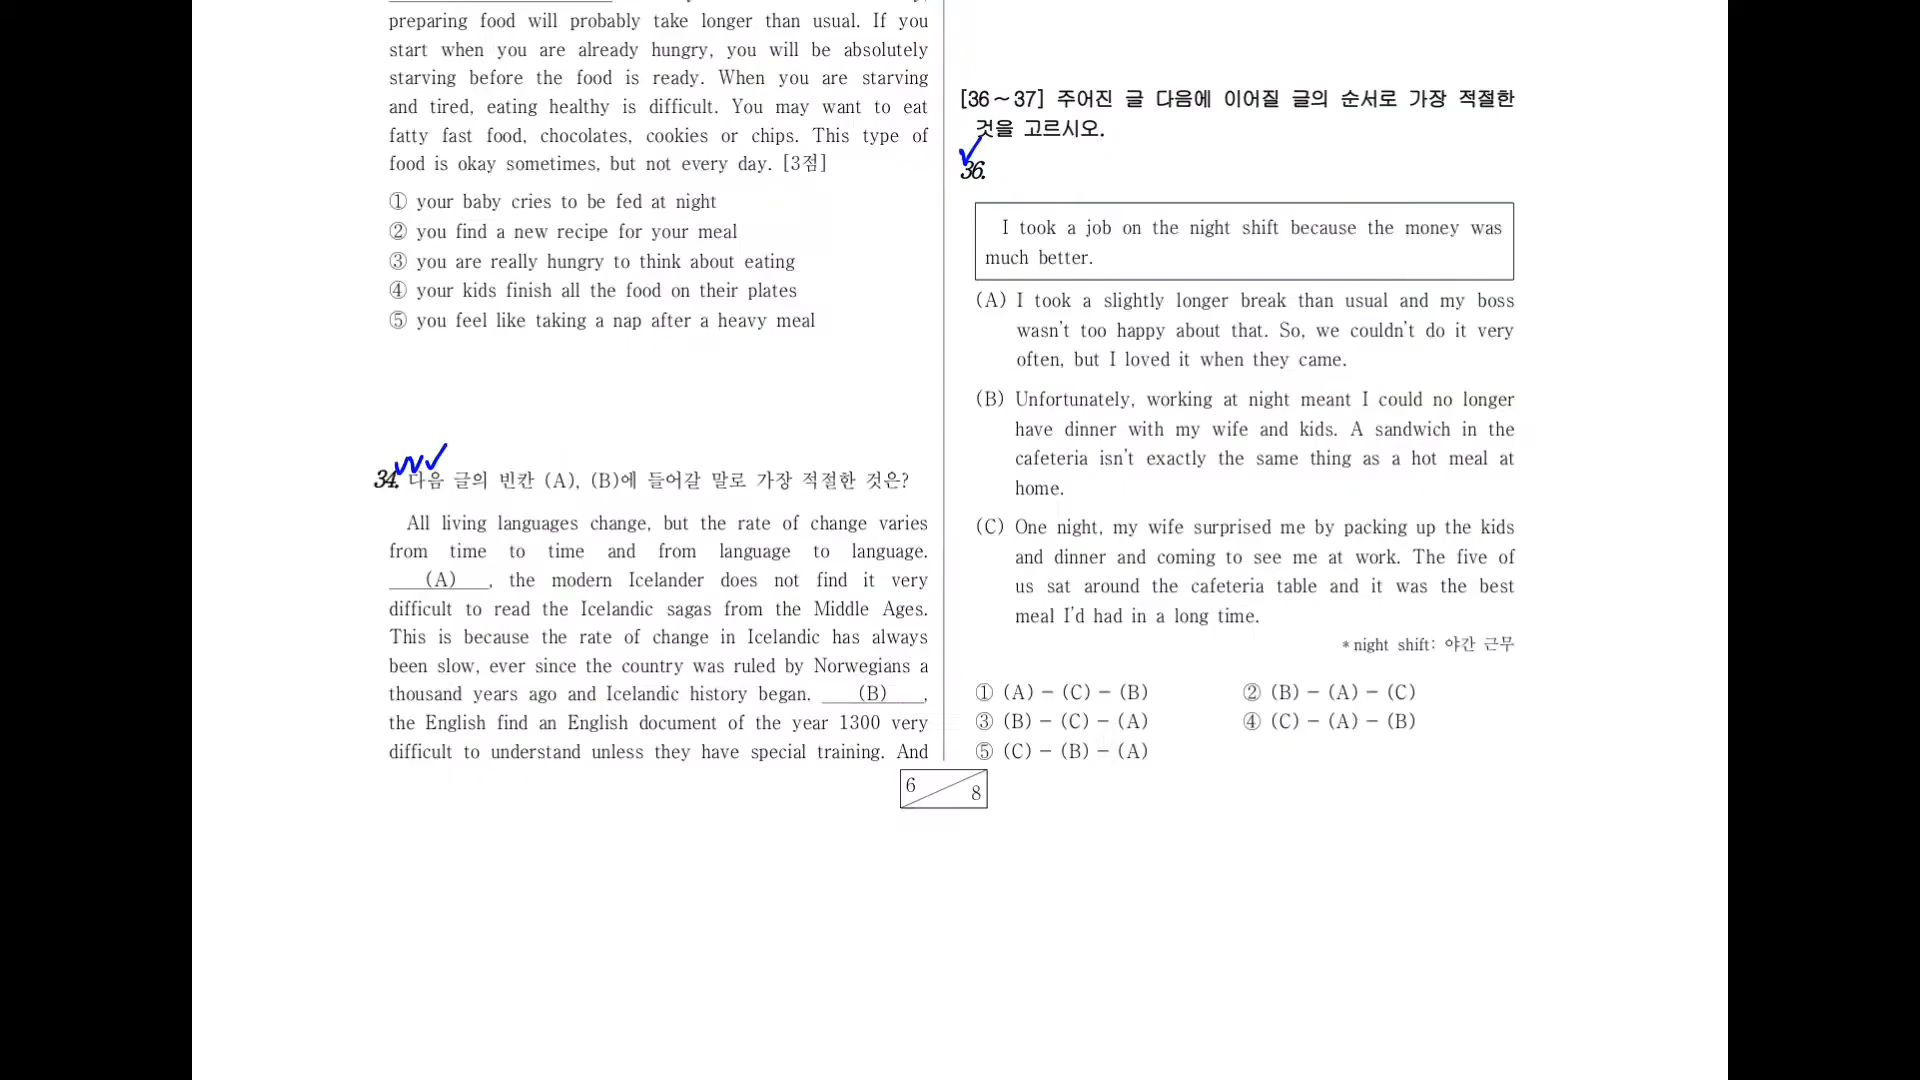 preparing food will probably take longer than usual. If you
start when you are already hungry, you will be absolutely
starving before the food is ready. When you are starving
and tired, eating healthy is difficult. You may want to eat
fatty fast food, chocolates, cookies or chips. This type of
food is okay sometimes, but not every day. [3점]
① your baby cries to be fed at night
② you find a new recipe for your meal
③ you are really hungry to think about eating
④ your kids finish all the food on their plates
⑤ you feel like taking a nap after a heavy meal
34. 다음 글의 빈칸 (A), (B)에 들어갈 말로 가장 적절한 것은?
All living languages change, but the rate of change varies
from time to time and from language to language.
(A) , the modern Icelander does not find it very
difficult to read the Icelandic sagas from the Middle Ages.
This is because the rate of change in Icelandic has always
been slow, ever since the country was ruled by Norwegians a
thousand years ago and Icelandic history began. (B) ,
the English find an English document of the year 1300 very
difficult to understand unless they have special training. And
[36~37] 주어진 글 다음에 이어질 글의 순서로 가장 적절한
것을 고르시오.
36.
I took a job on the night shift because the money was
much better.
(A) I took a slightly longer break than usual and my boss
wasn't too happy about that. So, we couldn't do it very
often, but I loved it when they came.
(B) Unfortunately, working at night meant I could no longer
have dinner with my wife and kids. A sandwich in the
cafeteria isn't exactly the same thing as a hot meal at
home.
(C) One night, my wife surprised me by packing up the kids
and dinner and coming to see me at work. The five of
us sat around the cafeteria table and it was the best
meal I'd had in a long time.
* night shift: 야간 근무
① (A) - (C) - (B) ② (B) - (A) - (C)
③ (B) - (C) - (A) ④ (C) - (A) - (B)
⑤ (C) - (B) - (A)
6 8